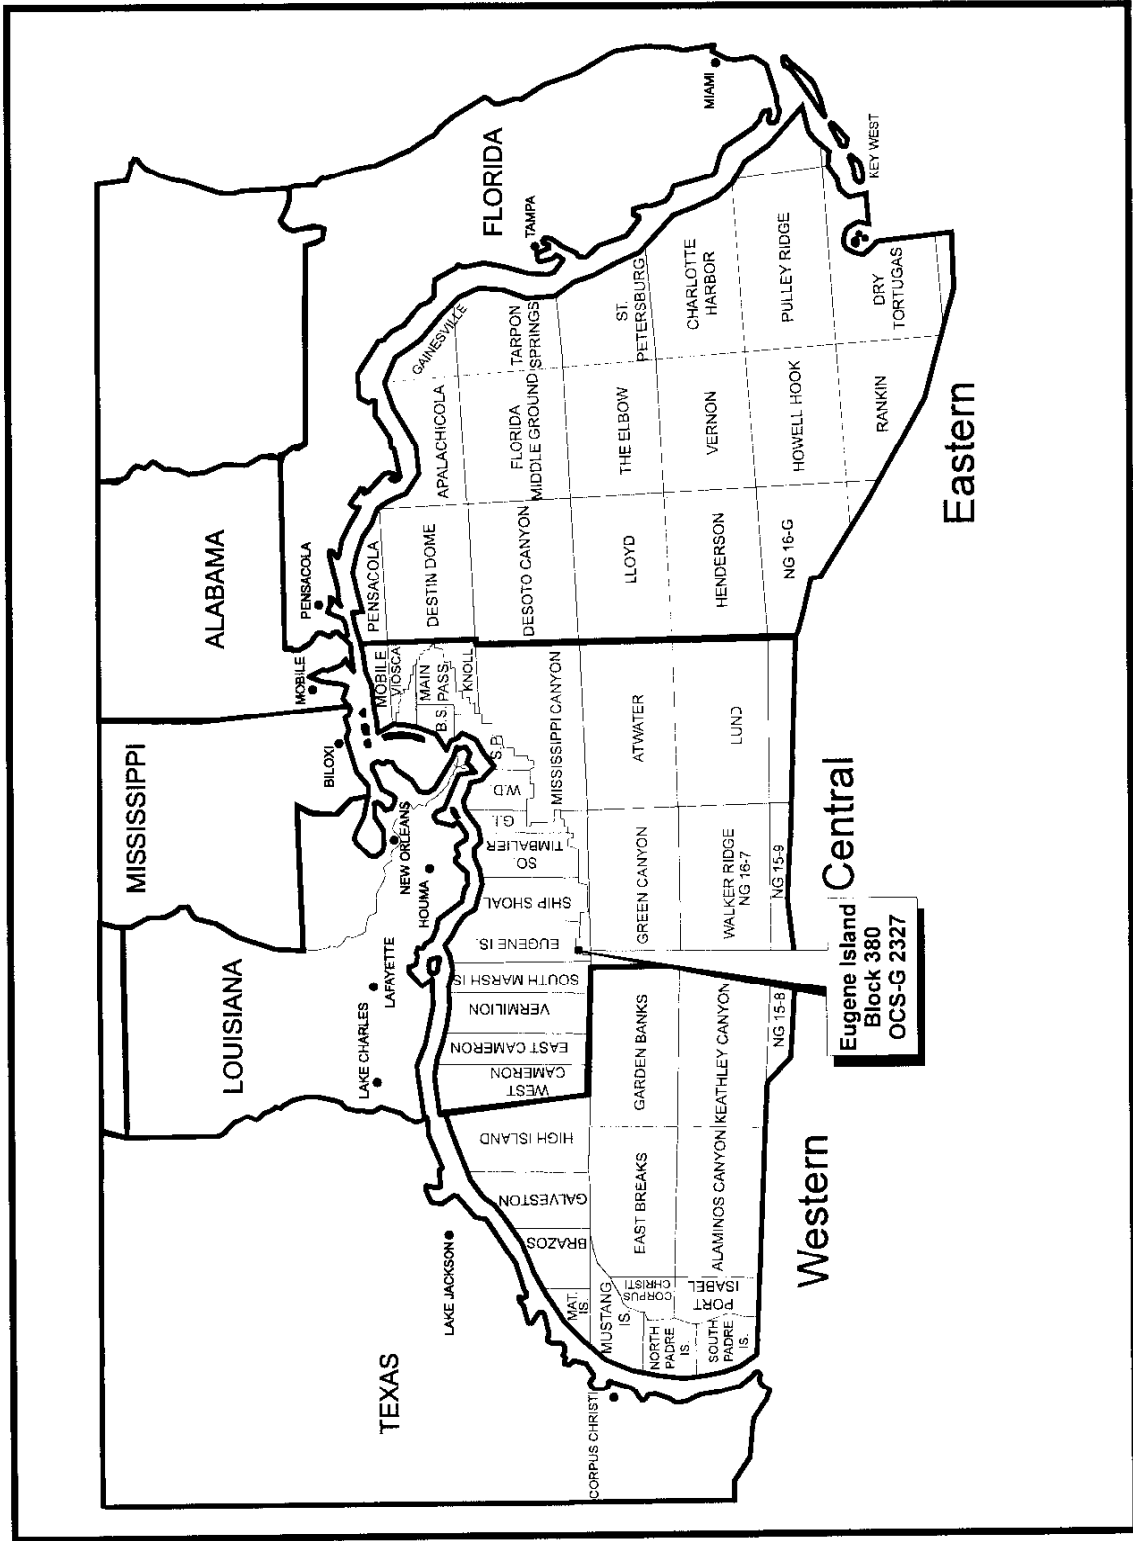 TEXAS
LOUISIANA
MISSISSIPPI
ALABAMA
FLORIDA
CORPUS CHRISTI
LAKE JACKSON
LAKE CHARLES
LAFAYETTE
HOUMA
NEW ORLEANS
BILOXI
MOBILE
PENSACOLA
TAMPA
MIAMI
KEY WEST
MAT.
IS.
MUSTANG
IS.
NORTH
PADRE
IS.
SOUTH
PADRE
IS.
CORPUS
CHRISTI
PORT
ISABEL
BRAZOS
GALVESTON
HIGH ISLAND
EAST BREAKS
ALAMINOS CANYON
WEST
CAMERON
EAST CAMERON
VERMILION
SOUTH MARSH IS.
EUGENE IS.
SHIP SHOAL
SO.
TIMBALIER
G.I.
W.D.
S.P.
B.S.
MAIN
PASS
VIOSCA
KNOLL
MOBILE
GARDEN BANKS
KEATHLEY CANYON
NG 15-8
GREEN CANYON
WALKER RIDGE
NG 16-7
NG 15-9
MISSISSIPPI CANYON
ATWATER
LUND
PENSACOLA
DESTIN DOME
DESOTO CANYON
LLOYD
HENDERSON
NG 16-G
APALACHICOLA
FLORIDA
MIDDLE GROUND
THE ELBOW
VERNON
HOWELL HOOK
RANKIN
GAINESVILLE
TARPON
SPRINGS
ST.
PETERSBURG
CHARLOTTE
HARBOR
PULLEY RIDGE
DRY
TORTUGAS
Western
Central
Eastern
Eugene Island
Block 380
OCS-G 2327